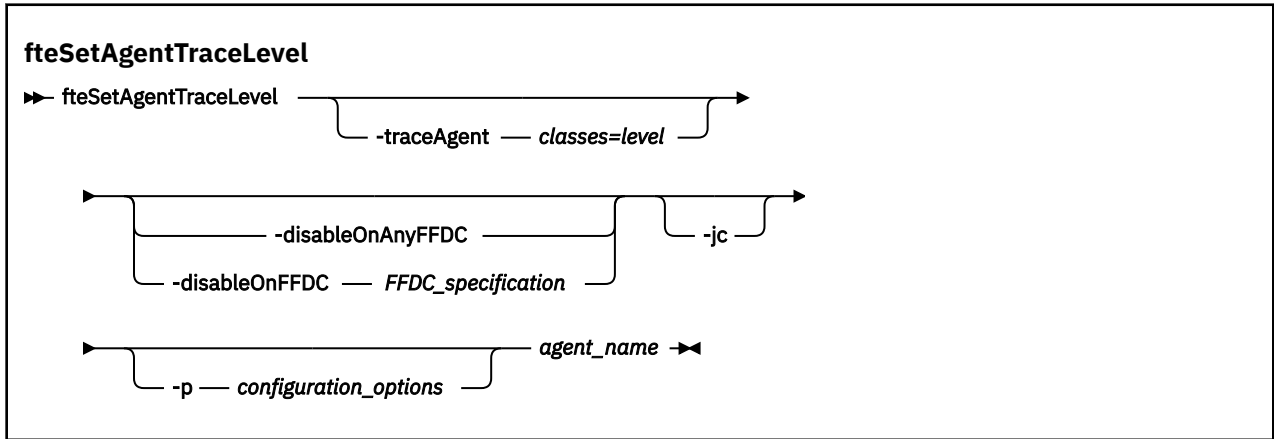 fteSetAgentTraceLevel
fteSetAgentTraceLevel
-traceAgent classes=level
-disableOnAnyFFDC
-jc
-disableOnFFDC FFDC_specification
agent_name
-p configuration_options